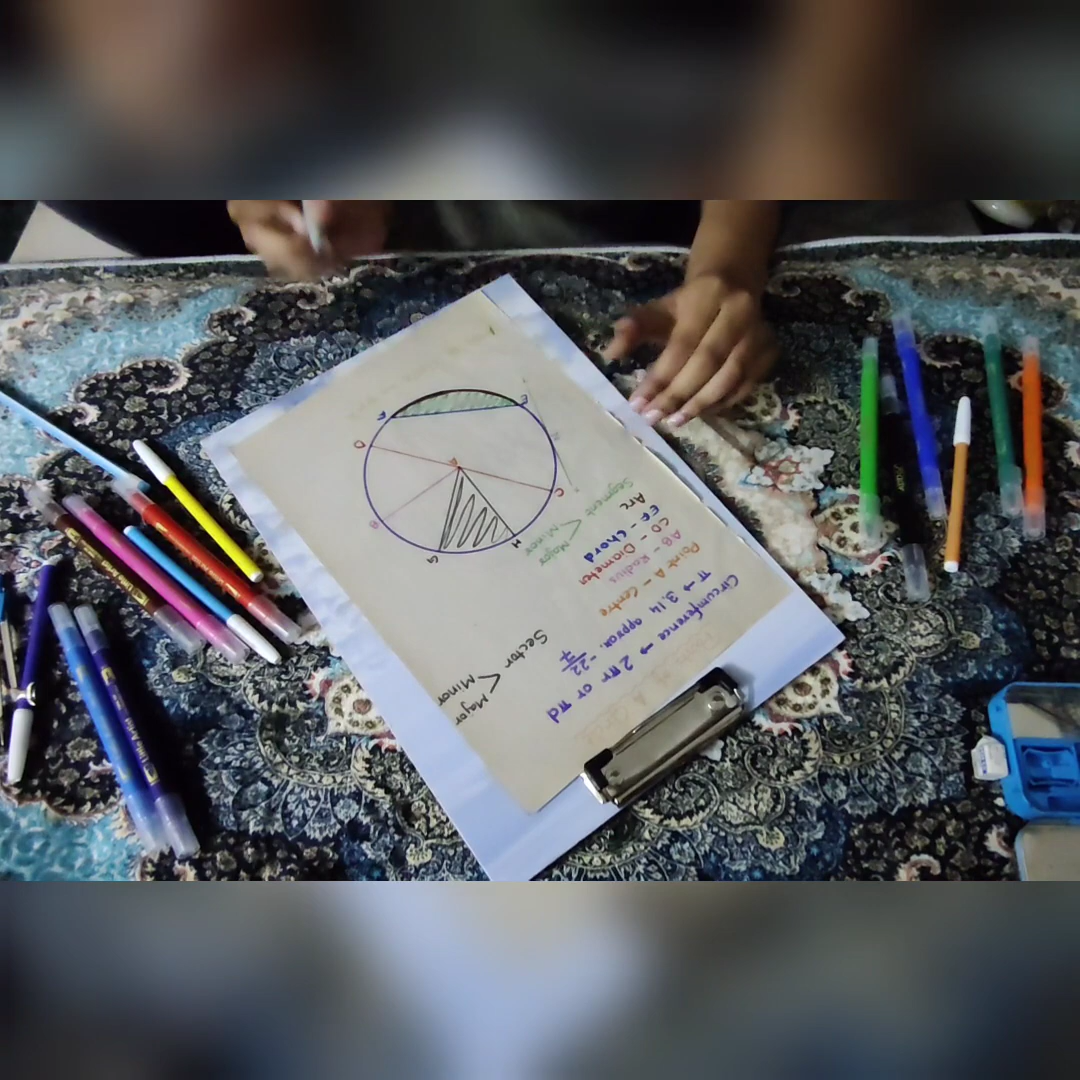 Circumference → 2πr or πd
π → 3.14 approx. - 22/7
Point A - Centre
AB - Radius
CD - Diameter
EF - Chord
Arc
Segment < Major
Minor
Sector < Major
Minor
F
E
D
A
C
B
G
H